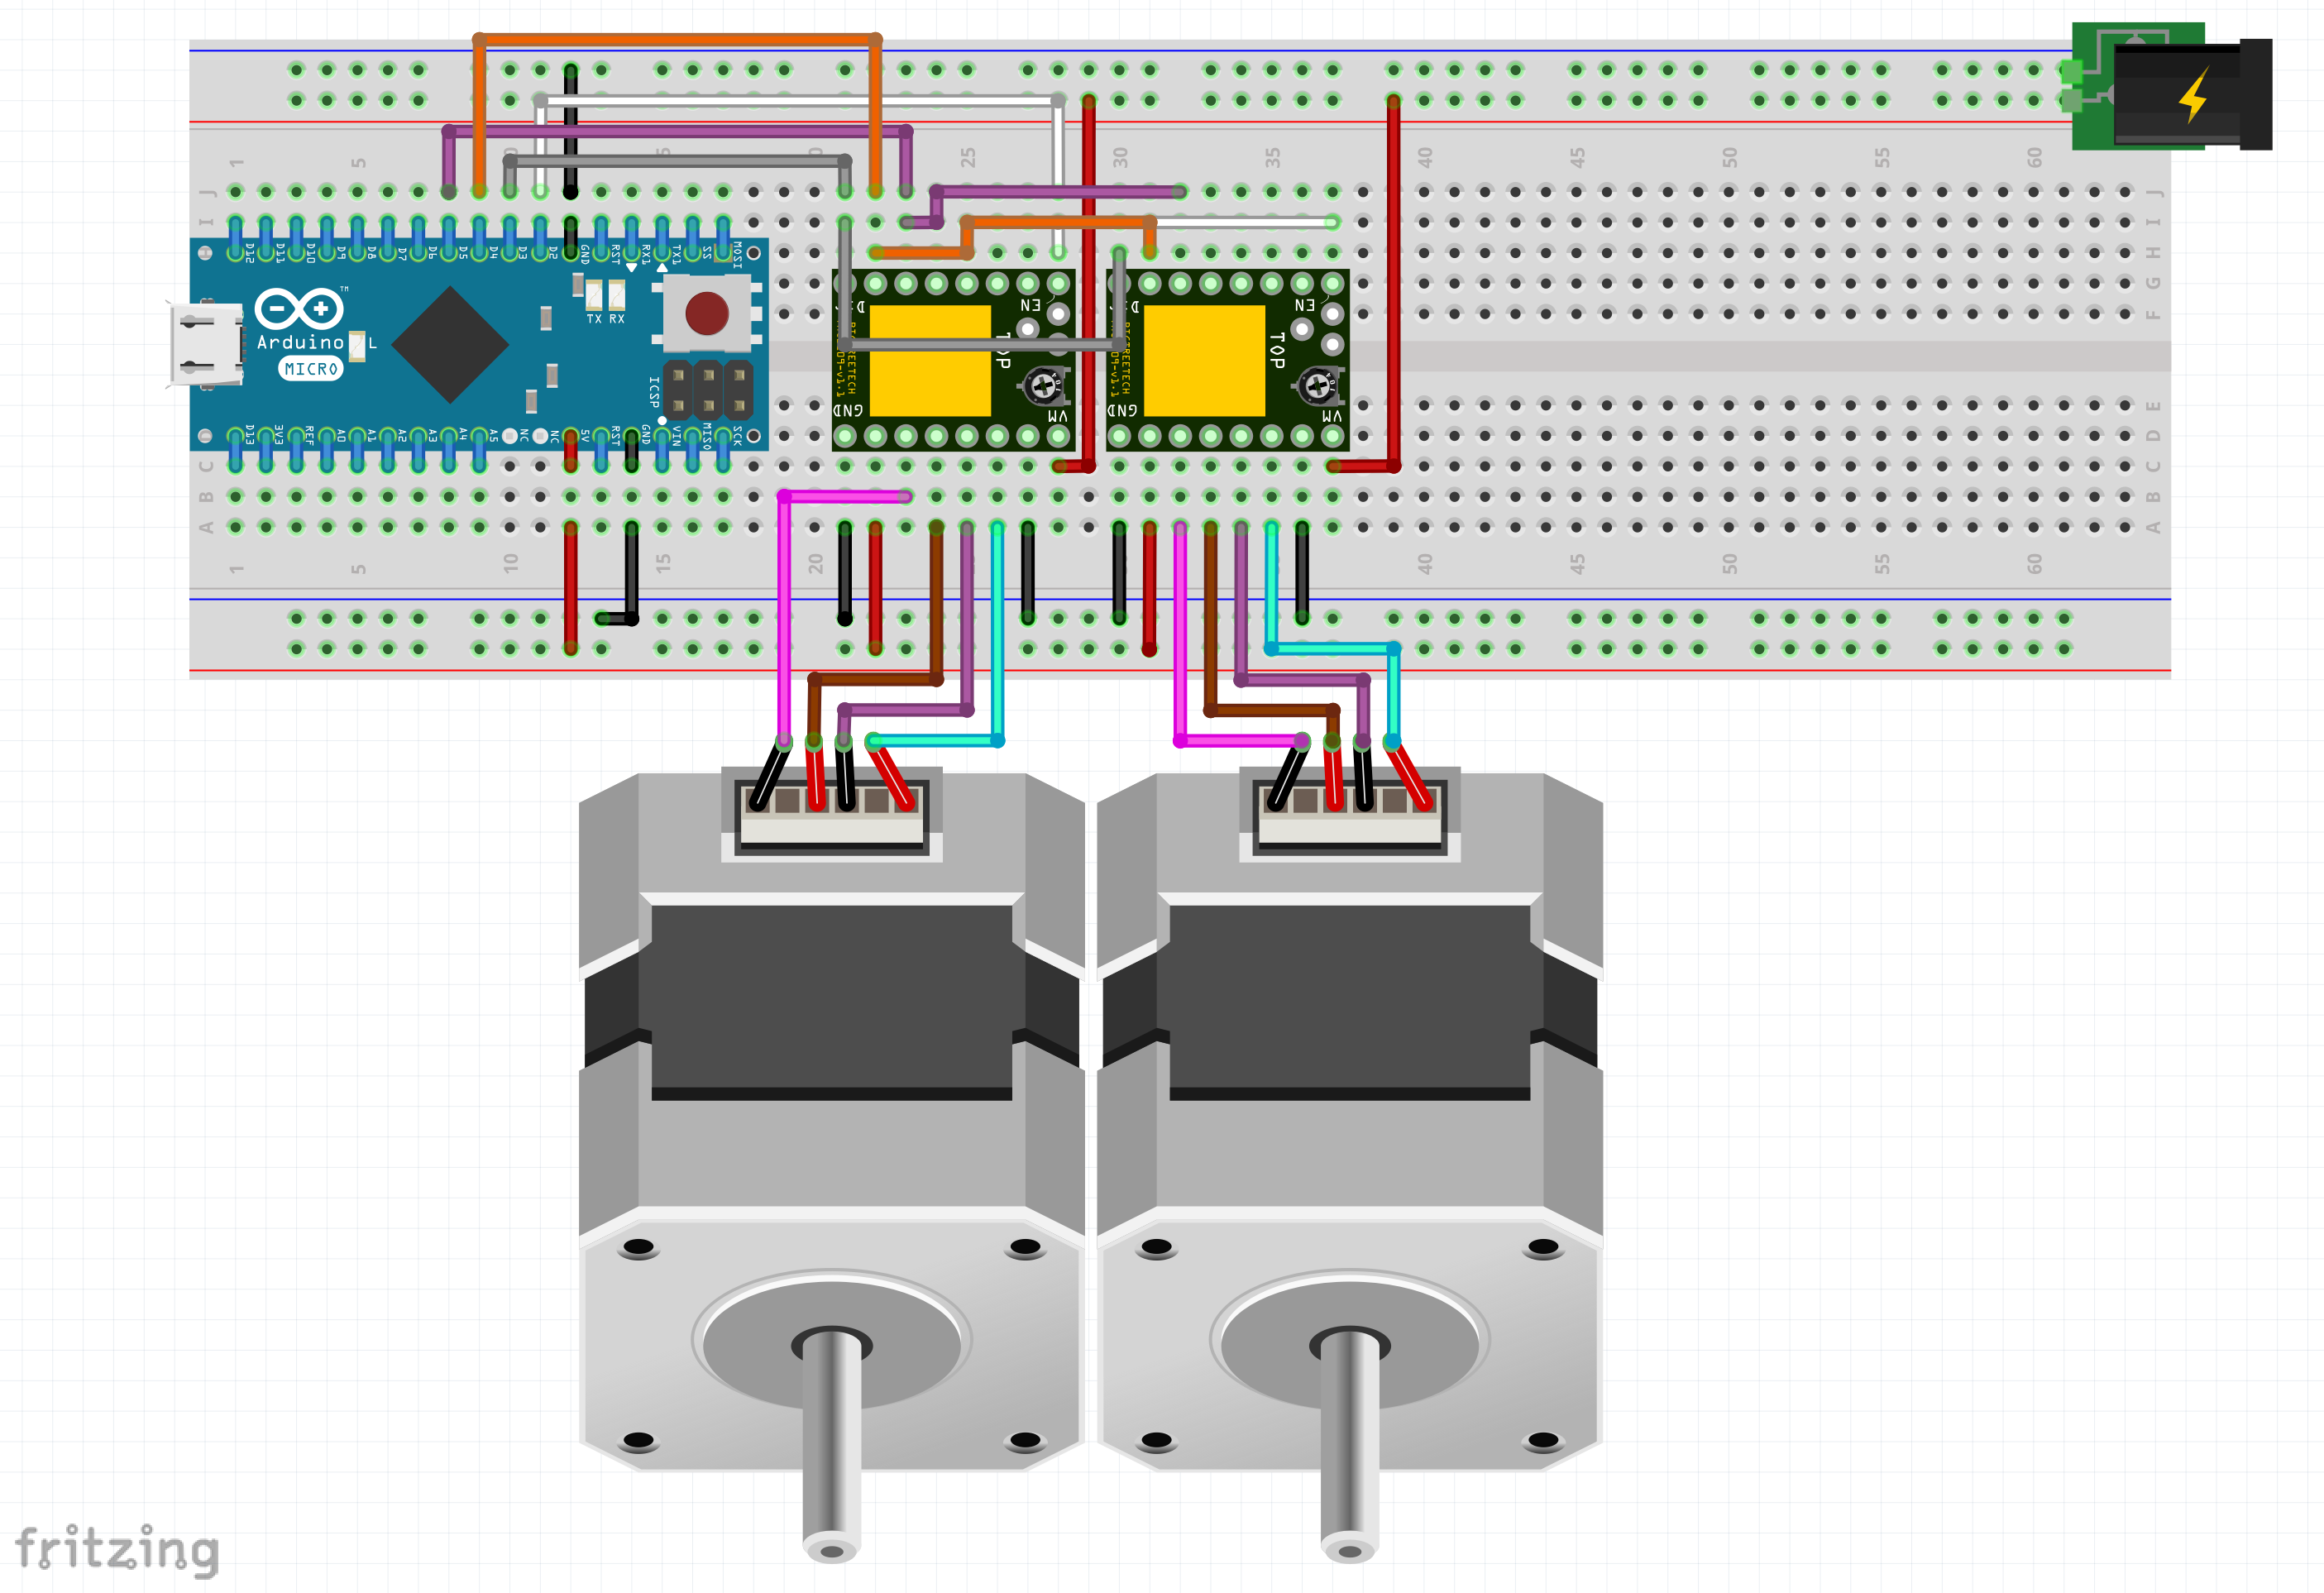 1 5 15 25 30 35 40 45 50 55 60
J J
I I
H D12 D11 D10 D9 D8 D7 D6 D5 D4 D3 D2 GND RST RX1 TX1 SS MOSI H
G
F
TM
Arduino
MICRO
L
TX RX
ICSP
EN
TOP
GND
VM
EN
BIGTREETECH
TOP
GND
VM
E
D13 3V3 REF A0 A1 A2 A3 A4 A5 NC NC 5V RST GND VIN MISO SCK D
C C
B B
A A
1 5 10 15 20 40 45 50 55 60
fritzing